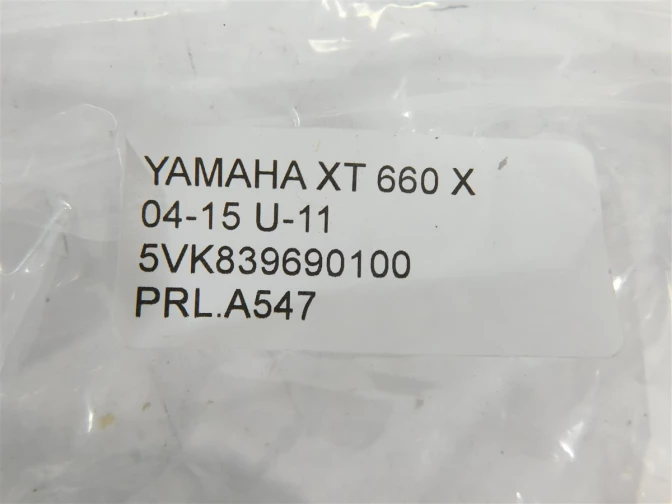 YAMAHA XT 660 X
04-15 U-11
5VK839690100
PRL.A547